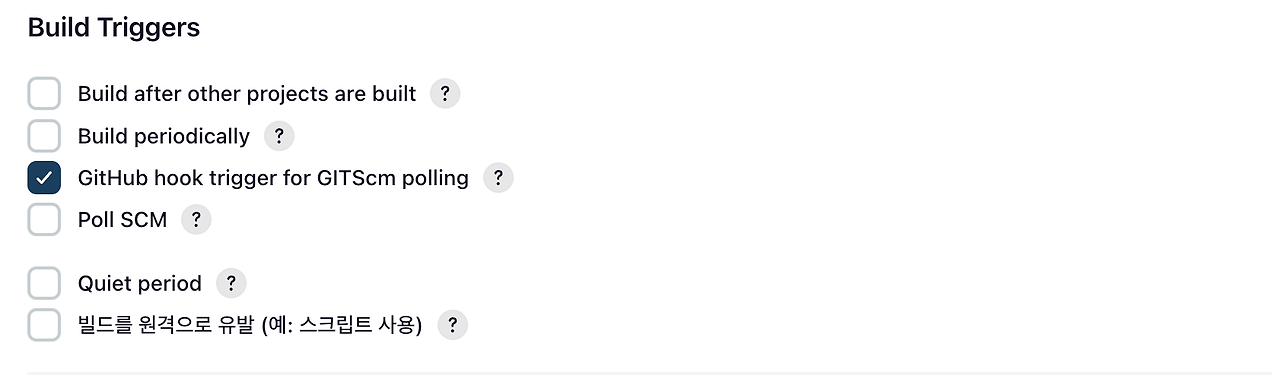 Build Triggers
Build after other projects are built ?
Build periodically ?
GitHub hook trigger for GITScm polling ?
Poll SCM ?
Quiet period ?
빌드를 원격으로 유발 (예: 스크립트 사용) ?